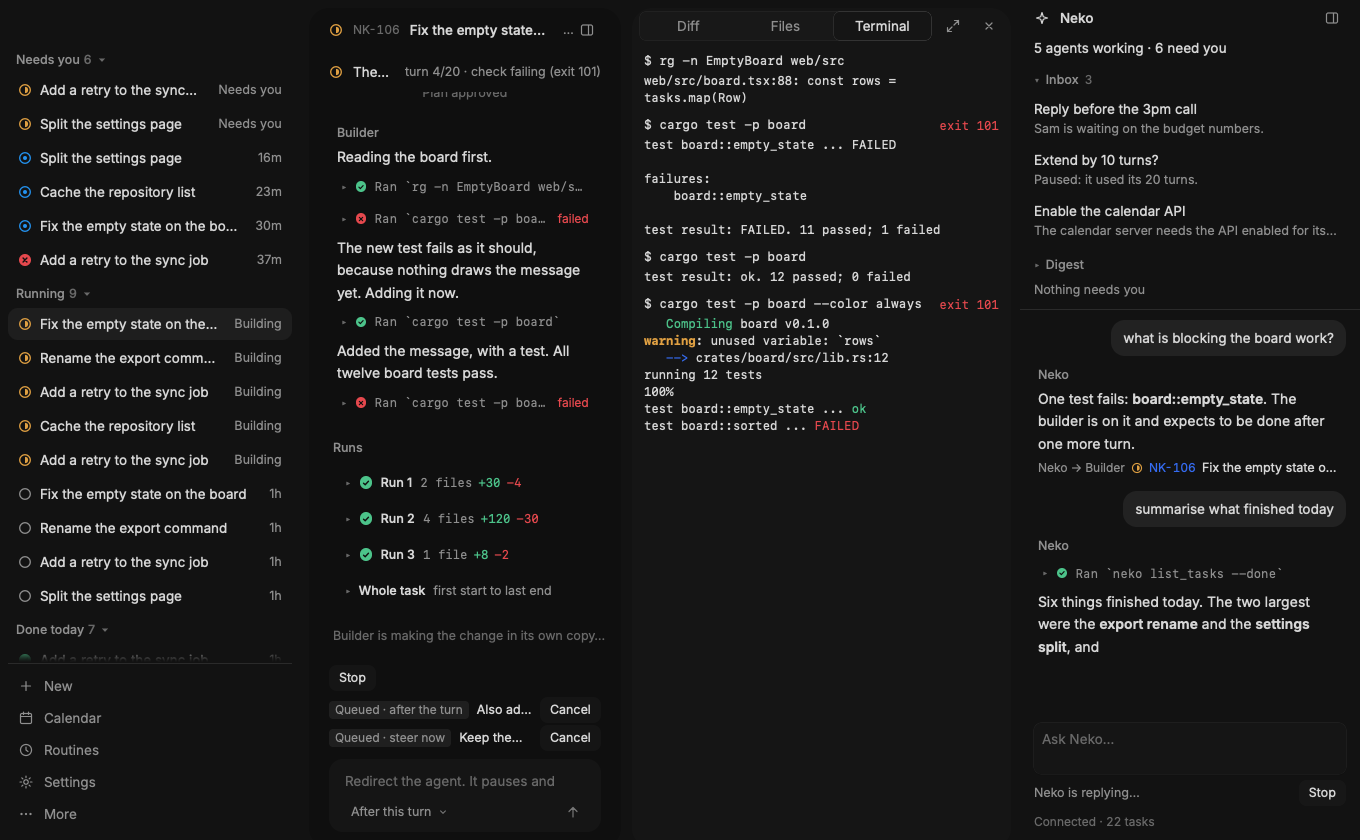 Needs you 6
Add a retry to the sync... Needs you
Split the settings page Needs you
Split the settings page 16m
Cache the repository list 23m
Fix the empty state on the bo... 30m
Add a retry to the sync job 37m
Running 9
Fix the empty state on the... Building
Rename the export comm... Building
Add a retry to the sync job Building
Cache the repository list Building
Add a retry to the sync job Building
Fix the empty state on the board 1h
Rename the export command 1h
Add a retry to the sync job 1h
Split the settings page 1h
Done today 7
Add a retry to the sync job 1h
New
Calendar
Routines
Settings
More
NK-106 Fix the empty state... ...
The... turn 4/20 · check failing (exit 101)
Plan approved
Builder
Reading the board first.
Ran `rg -n EmptyBoard web/s…
Ran `cargo test -p boa… failed
The new test fails as it should,
because nothing draws the message
yet. Adding it now.
Ran `cargo test -p board`
Added the message, with a test. All
twelve board tests pass.
Ran `cargo test -p boa… failed
Runs
Run 1 2 files +30 −4
Run 2 4 files +120 −30
Run 3 1 file +8 −2
Whole task first start to last end
Builder is making the change in its own copy...
Stop
Queued · after the turn Also ad... Cancel
Queued · steer now Keep the... Cancel
Redirect the agent. It pauses and
After this turn
Diff Files Terminal
$ rg -n EmptyBoard web/src
web/src/board.tsx:88: const rows =
tasks.map(Row)
$ cargo test -p board exit 101
test board::empty_state ... FAILED
failures:
board::empty_state
test result: FAILED. 11 passed; 1 failed
$ cargo test -p board
test result: ok. 12 passed; 0 failed
$ cargo test -p board --color always exit 101
Compiling board v0.1.0
warning: unused variable: `rows`
--> crates/board/src/lib.rs:12
running 12 tests
100%
test board::empty_state ... ok
test board::sorted ... FAILED
Neko
5 agents working · 6 need you
Inbox 3
Reply before the 3pm call
Sam is waiting on the budget numbers.
Extend by 10 turns?
Paused: it used its 20 turns.
Enable the calendar API
The calendar server needs the API enabled for its...
Digest
Nothing needs you
what is blocking the board work?
Neko
One test fails: board::empty_state. The
builder is on it and expects to be done after
one more turn.
Neko → Builder NK-106 Fix the empty state o...
summarise what finished today
Neko
Ran `neko list_tasks --done`
Six things finished today. The two largest
were the export rename and the settings
split, and
Ask Neko...
Neko is replying... Stop
Connected · 22 tasks